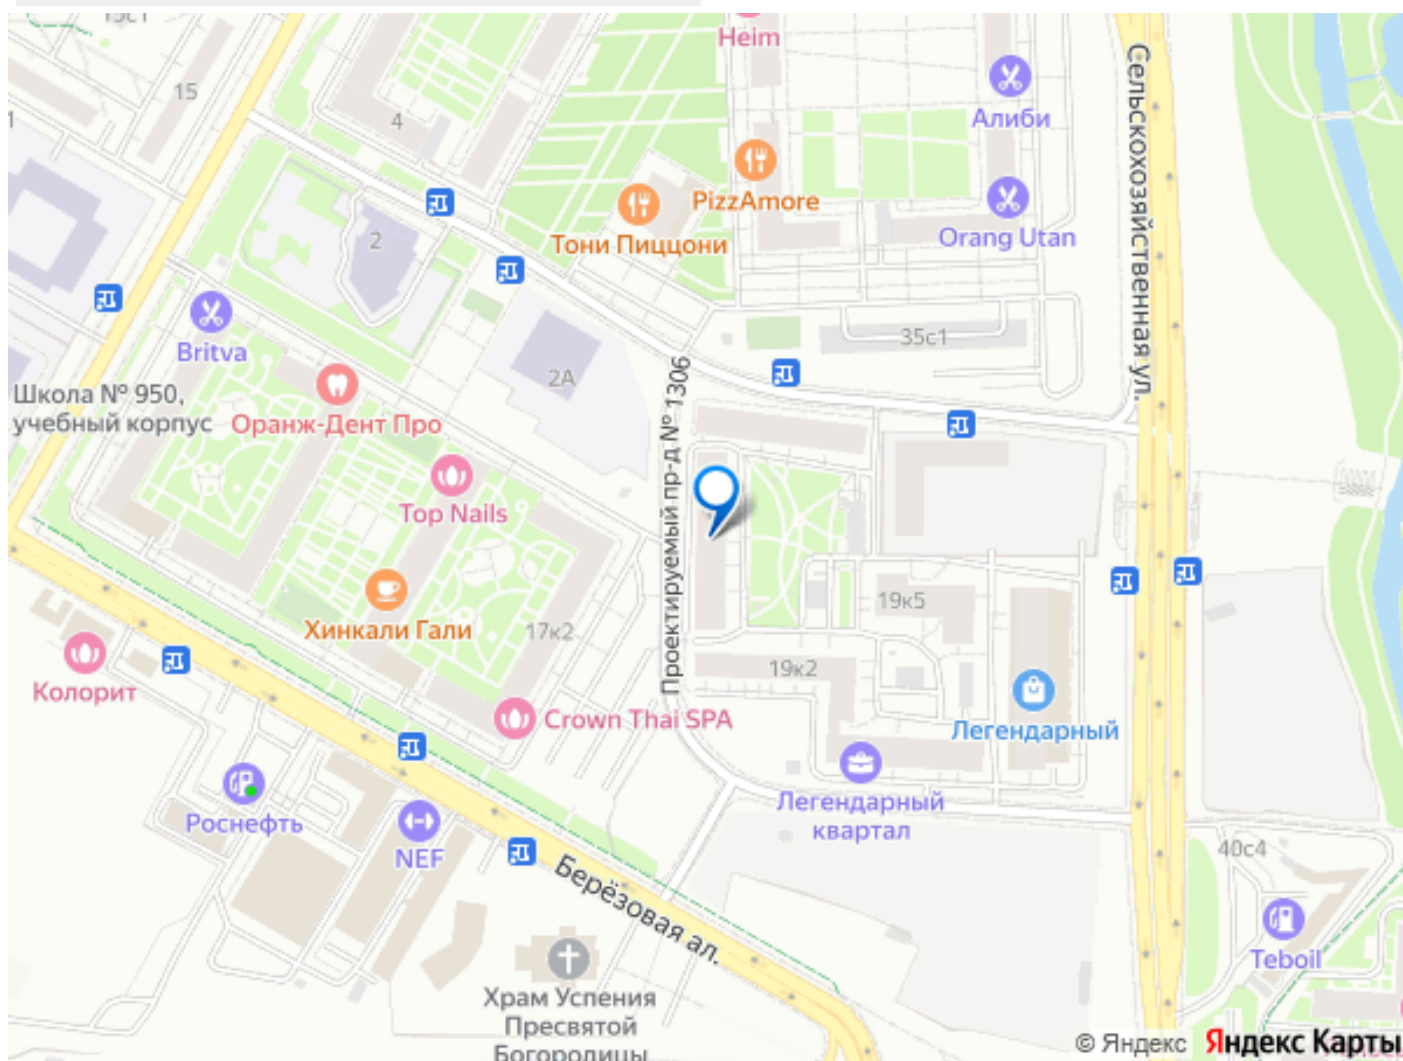 15с1
Heim
15
4
Алиби
PizzAmore
2
Тони Пиццони
Orang Utan
Сельскохозяйственная ул.
35с1
Britva
2А
Школа № 950,
учебный корпус
Оранж-Дент Про
Проектируемый пр-д № 1306
Top Nails
19к5
Хинкали Гали
17к2
19к2
Колорит
Crown Thai SPA
Легендарный
Роснефть
NEF
Легендарный
квартал
40с4
Берёзовая ал.
Teboil
Храм Успения
Пресвятой
Богородицы
© Яндекс Яндекс Карты